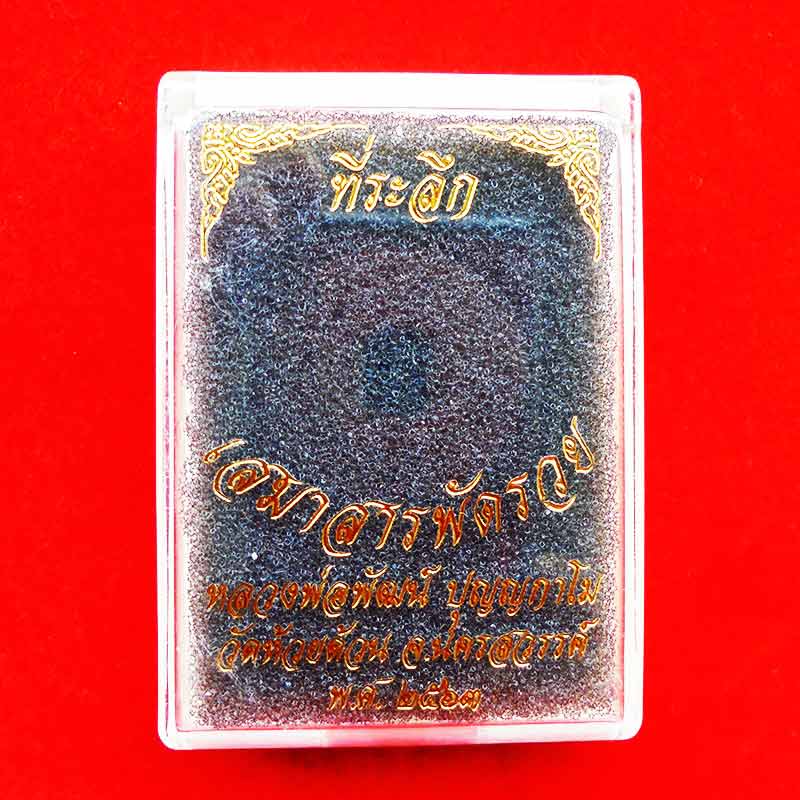 ที่ระลึก
เสมาสารพัดรวย
หลวงพ่อพัฒน์ ปุญญกาโม
วัดห้วยด้วน จ.นครสวรรค์
พ.ศ. ๒๕๖๓